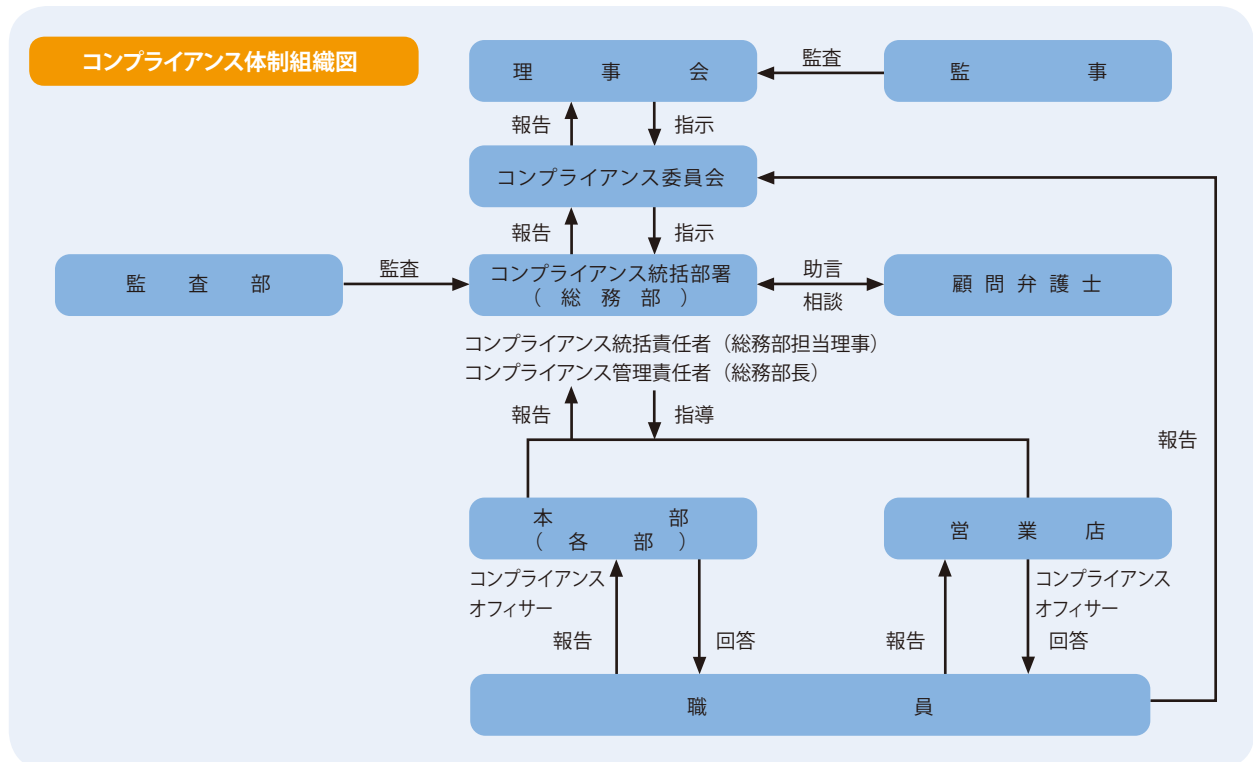 コンプライアンス体制組織図
理事会
監査
監事
報告
指示
コンプライアンス委員会
報告
指示
監査部
監査
コンプライアンス統括部署
（総務部）
助言
相談
顧問弁護士
コンプライアンス統括責任者（総務部担当理事）
コンプライアンス管理責任者（総務部長）
報告
指導
報告
本部
（各部）
営業店
コンプライアンス
オフィサー
コンプライアンス
オフィサー
報告
回答
報告
回答
職員